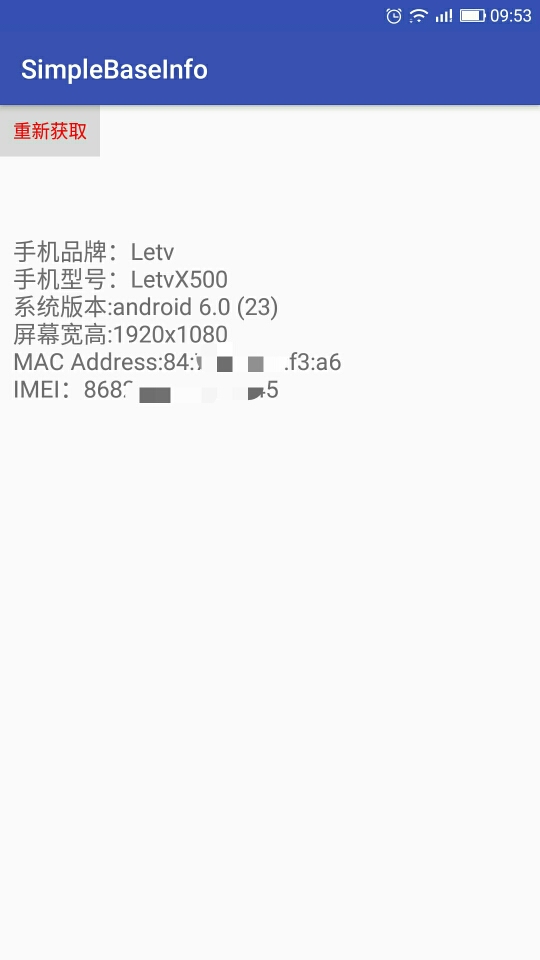 09:53
SimpleBaseInfo
重新获取
手机品牌：Letv
手机型号：LetvX500
系统版本:android 6.0 (23)
屏幕宽高:1920x1080
MAC Address:84: f3:a6
IMEI：868 5